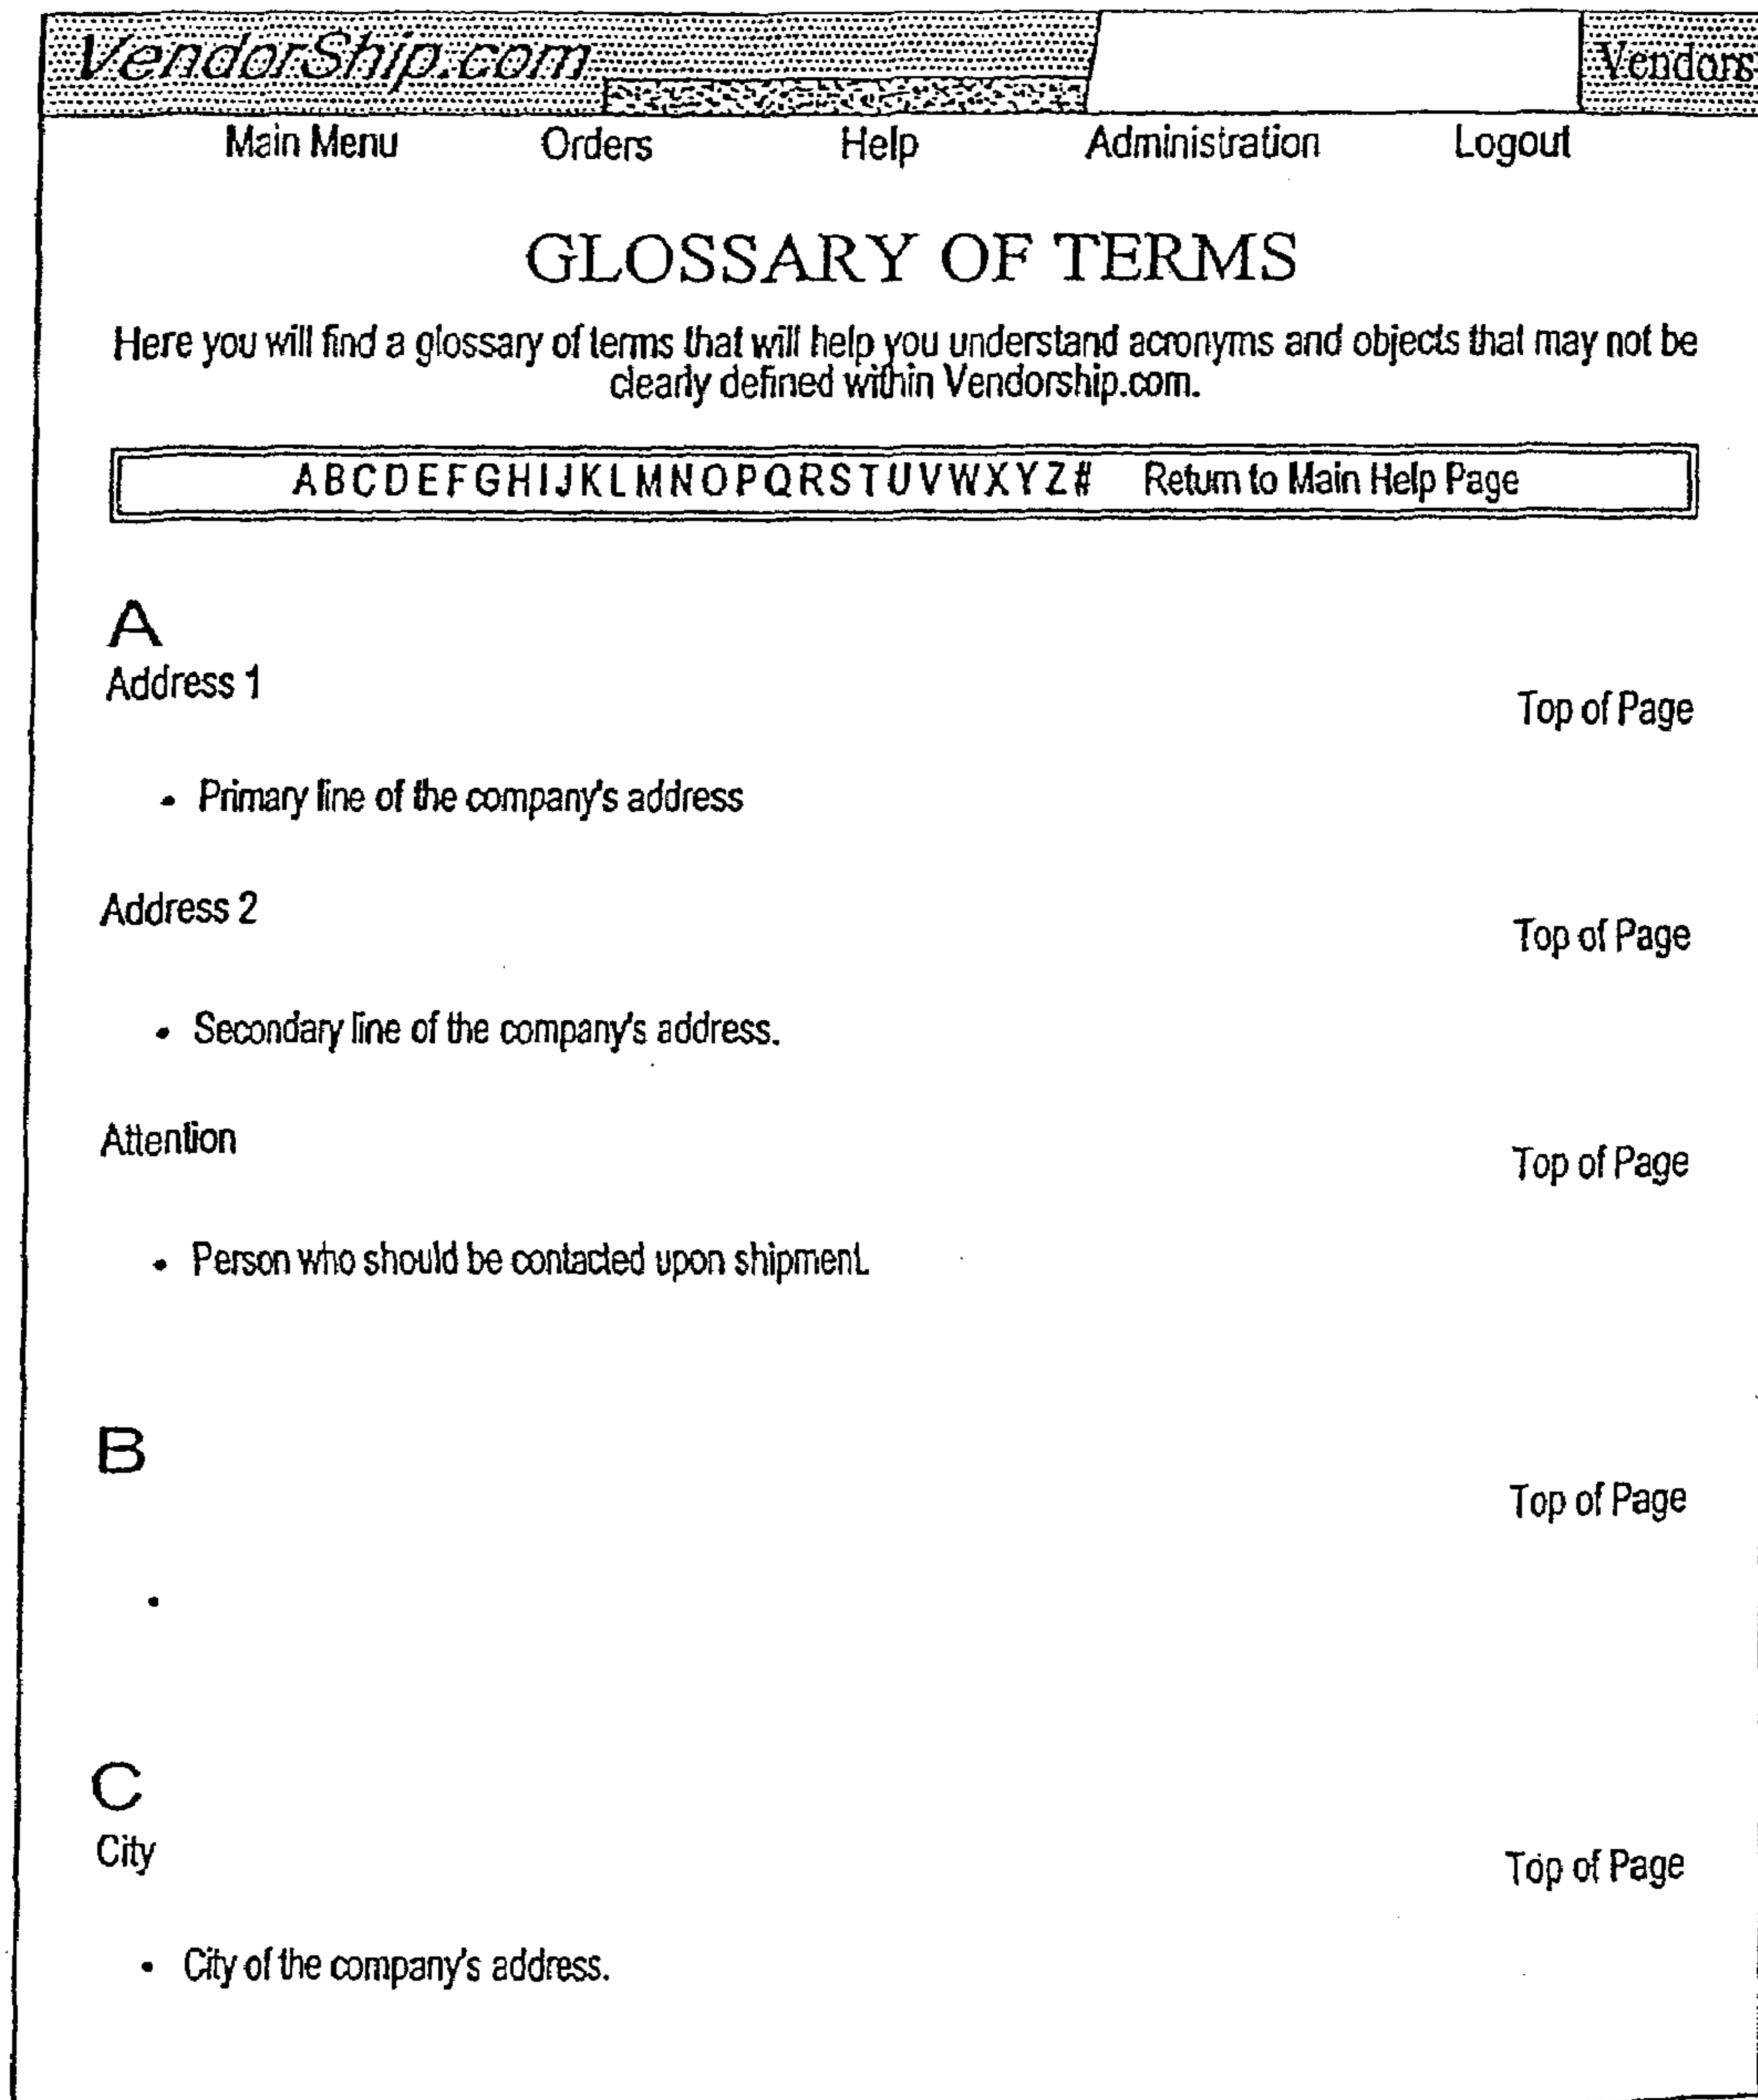 VendorShip.com Vendors
Main Menu Orders Help Administration Logout
GLOSSARY OF TERMS
Here you will find a glossary of terms that will help you understand acronyms and objects that may not be
clearly defined within Vendorship.com.
A B C D E F G H I J K L M N O P Q R S T U V W X Y Z # Return to Main Help Page
A
Address 1
Top of Page
• Primary line of the company's address
Address 2
Top of Page
• Secondary line of the company's address.
Attention
Top of Page
• Person who should be contacted upon shipment.
B
Top of Page
•
C
City
Top of Page
• City of the company's address.